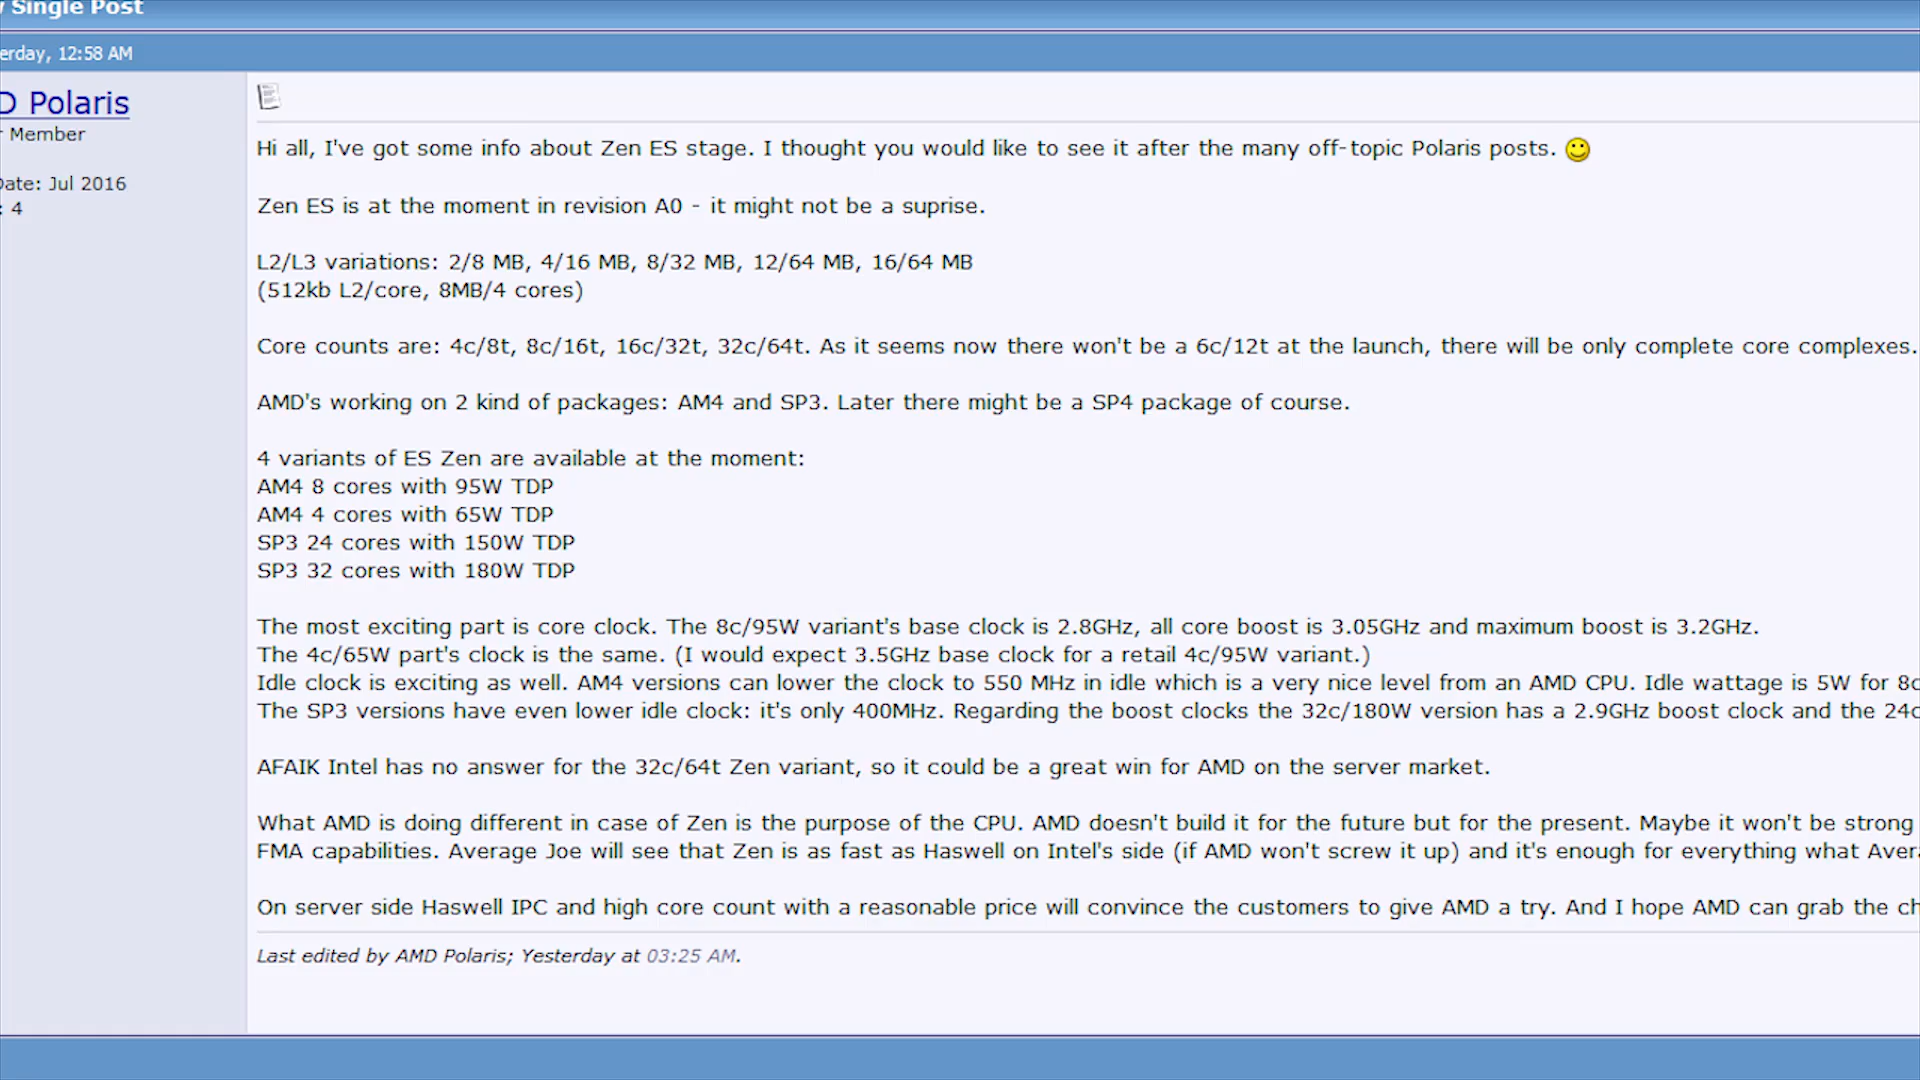 Single Post
erday, 12:58 AM
D Polaris
r Member
Date: Jul 2016
: 4
Hi all, I've got some info about Zen ES stage. I thought you would like to see it after the many off-topic Polaris posts.
Zen ES is at the moment in revision A0 - it might not be a suprise.
L2/L3 variations: 2/8 MB, 4/16 MB, 8/32 MB, 12/64 MB, 16/64 MB
(512kb L2/core, 8MB/4 cores)
Core counts are: 4c/8t, 8c/16t, 16c/32t, 32c/64t. As it seems now there won't be a 6c/12t at the launch, there will be only complete core complexes.
AMD's working on 2 kind of packages: AM4 and SP3. Later there might be a SP4 package of course.
4 variants of ES Zen are available at the moment:
AM4 8 cores with 95W TDP
AM4 4 cores with 65W TDP
SP3 24 cores with 150W TDP
SP3 32 cores with 180W TDP
The most exciting part is core clock. The 8c/95W variant's base clock is 2.8GHz, all core boost is 3.05GHz and maximum boost is 3.2GHz.
The 4c/65W part's clock is the same. (I would expect 3.5GHz base clock for a retail 4c/95W variant.)
Idle clock is exciting as well. AM4 versions can lower the clock to 550 MHz in idle which is a very nice level from an AMD CPU. Idle wattage is 5W for 8c
The SP3 versions have even lower idle clock: it's only 400MHz. Regarding the boost clocks the 32c/180W version has a 2.9GHz boost clock and the 24c
AFAIK Intel has no answer for the 32c/64t Zen variant, so it could be a great win for AMD on the server market.
What AMD is doing different in case of Zen is the purpose of the CPU. AMD doesn't build it for the future but for the present. Maybe it won't be strong
FMA capabilities. Average Joe will see that Zen is as fast as Haswell on Intel's side (if AMD won't screw it up) and it's enough for everything what Aver
On server side Haswell IPC and high core count with a reasonable price will convince the customers to give AMD a try. And I hope AMD can grab the ch
Last edited by AMD Polaris; Yesterday at 03:25 AM.